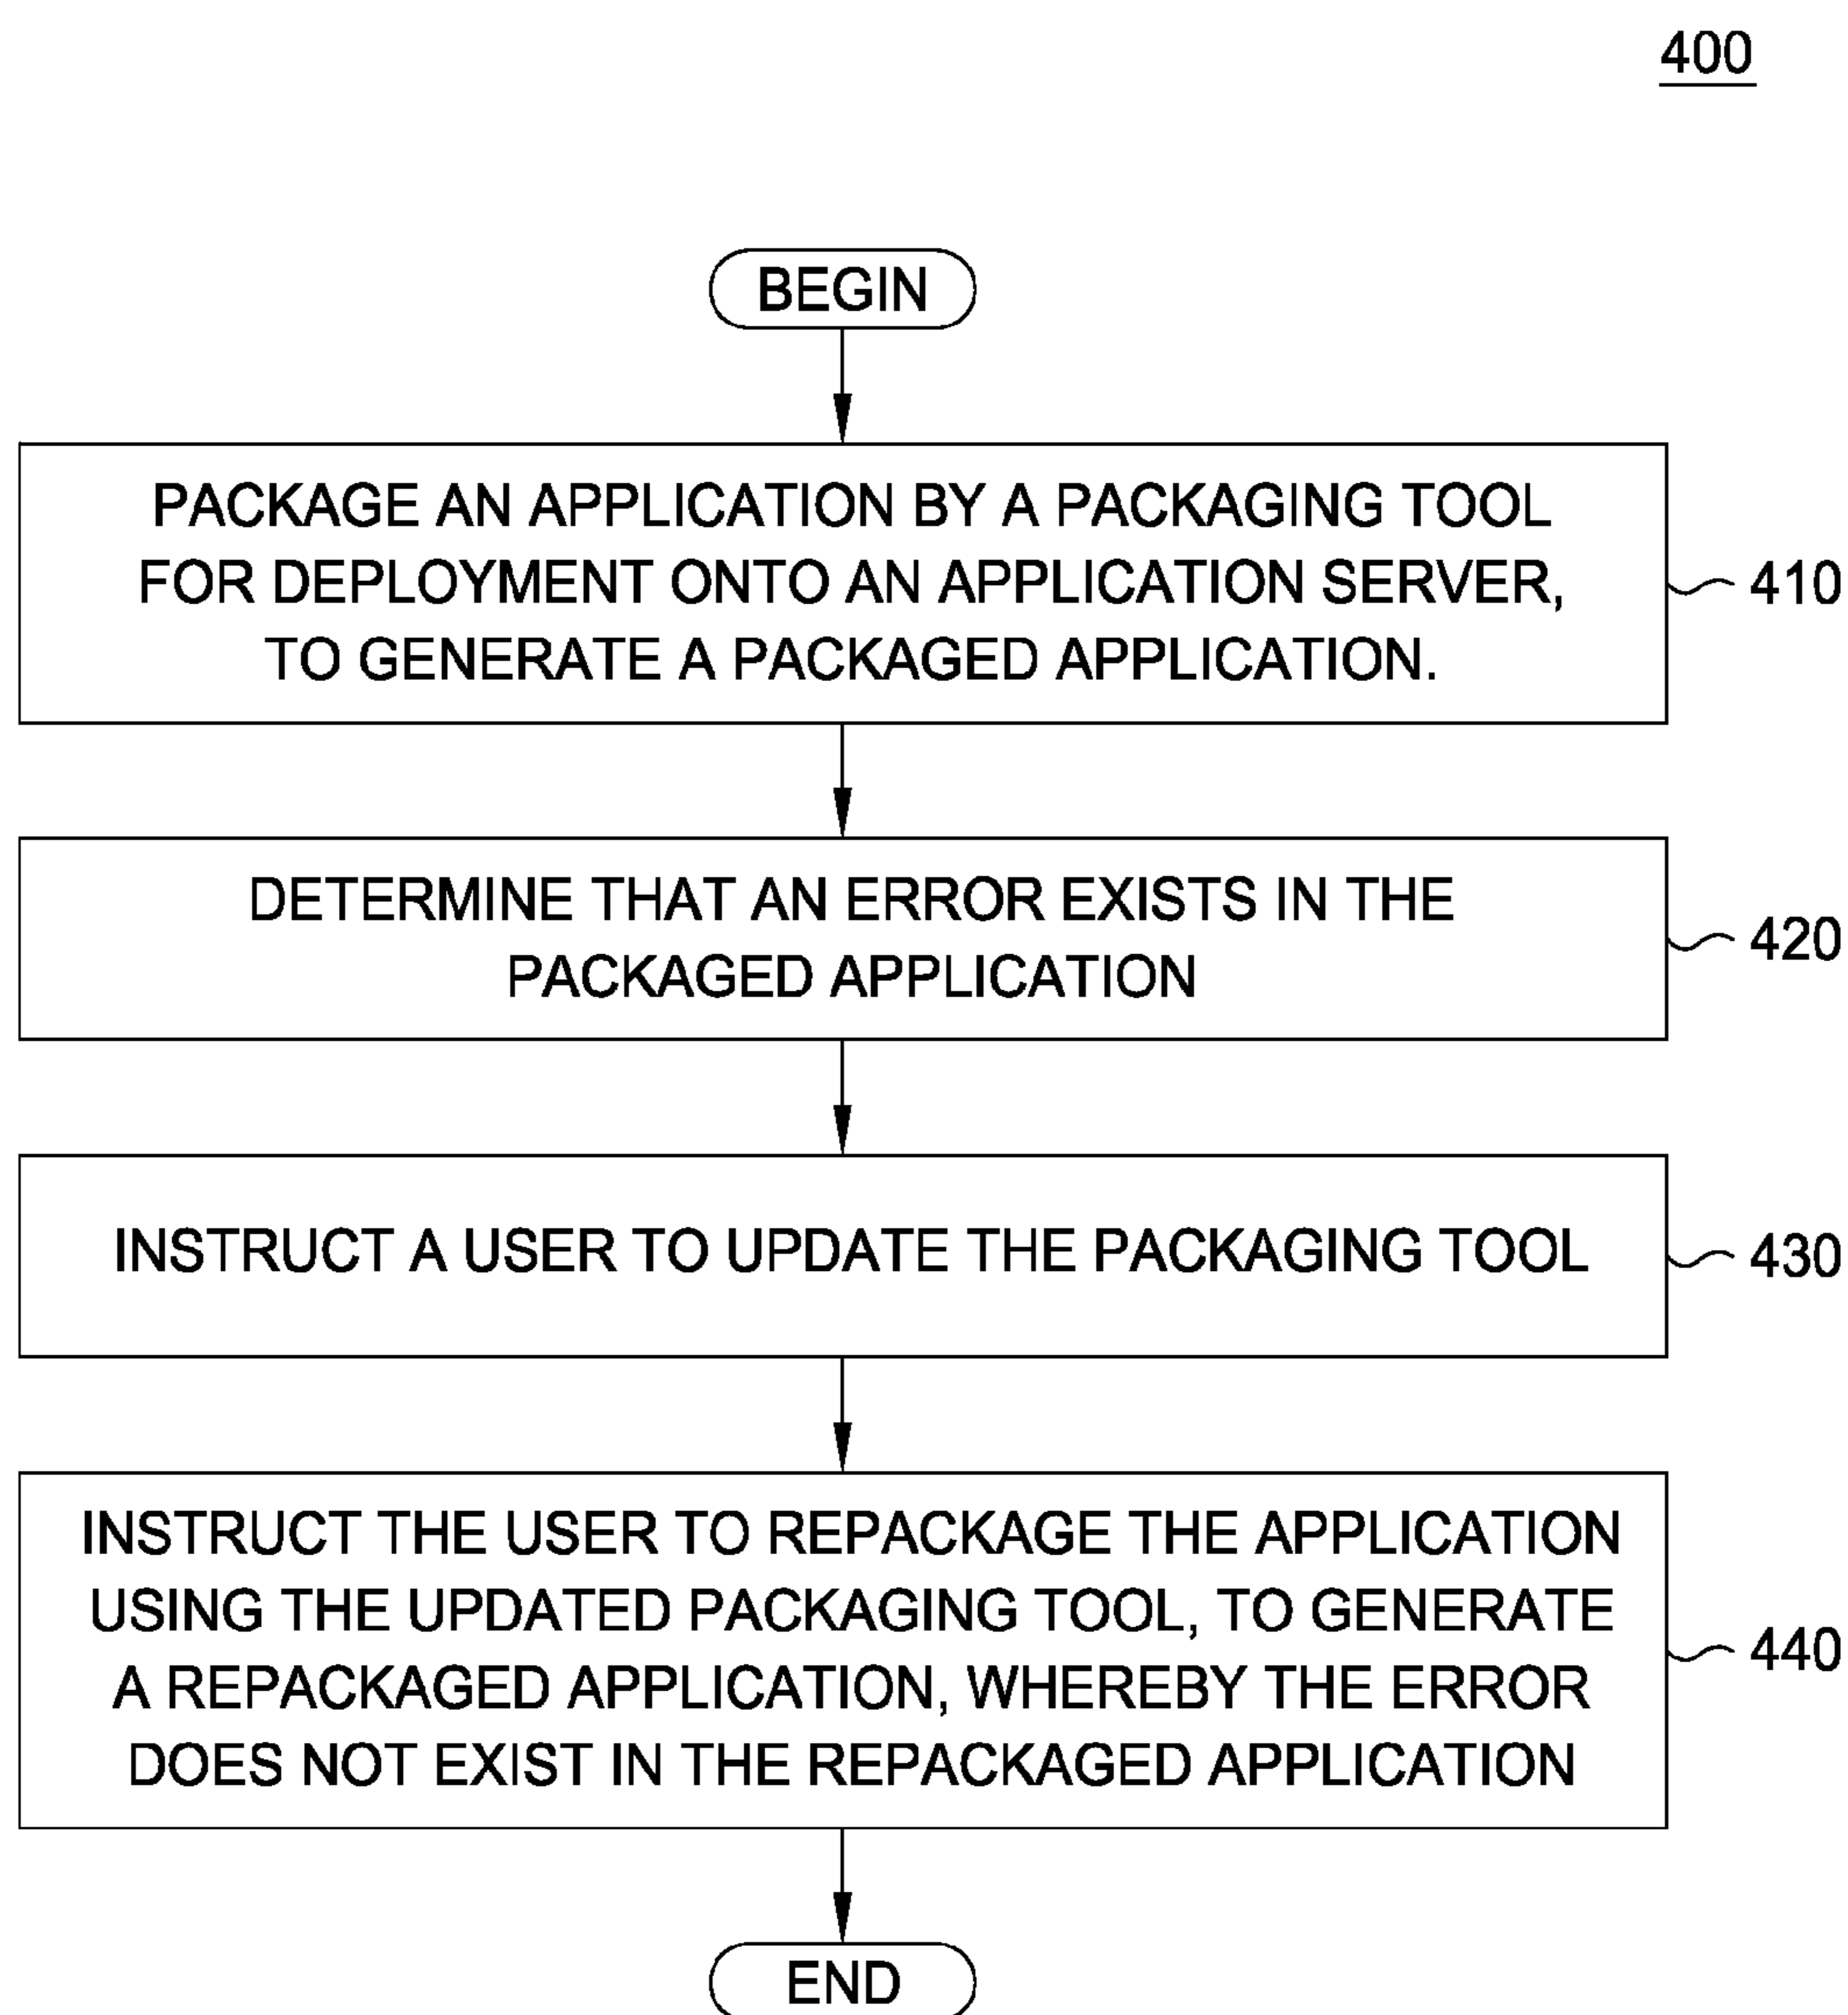 400
BEGIN
PACKAGE AN APPLICATION BY A PACKAGING TOOL
FOR DEPLOYMENT ONTO AN APPLICATION SERVER,
TO GENERATE A PACKAGED APPLICATION.
410
DETERMINE THAT AN ERROR EXISTS IN THE
PACKAGED APPLICATION
420
INSTRUCT A USER TO UPDATE THE PACKAGING TOOL
430
INSTRUCT THE USER TO REPACKAGE THE APPLICATION
USING THE UPDATED PACKAGING TOOL, TO GENERATE
A REPACKAGED APPLICATION, WHEREBY THE ERROR
DOES NOT EXIST IN THE REPACKAGED APPLICATION
440
END